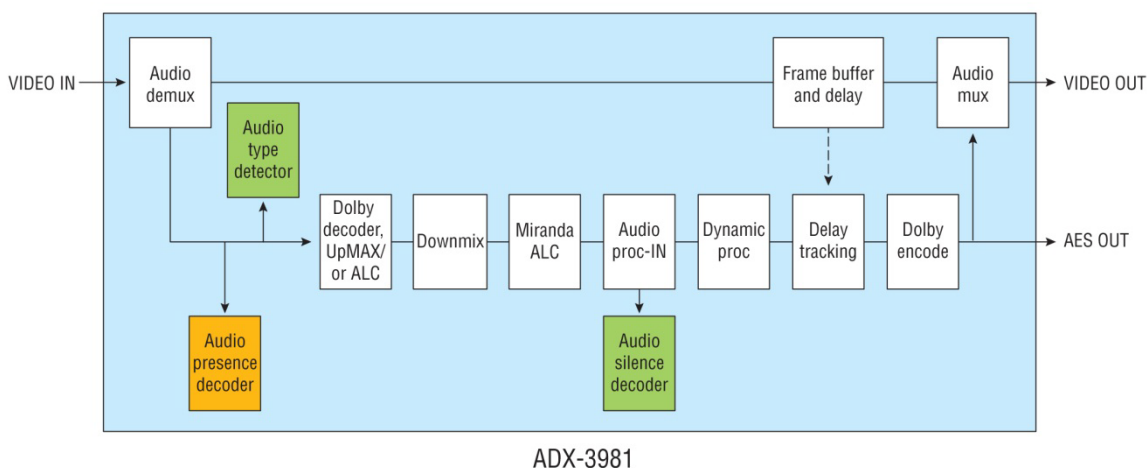 VIDEO IN
Audio
demux
Frame buffer
and delay
Audio
mux
VIDEO OUT
Audio
type
detector
Dolby
decoder,
UpMAX/
or ALC
Downmix
Miranda
ALC
Audio
proc-IN
Dynamic
proc
Delay
tracking
Dolby
encode
AES OUT
Audio
presence
decoder
Audio
silence
decoder
ADX-3981